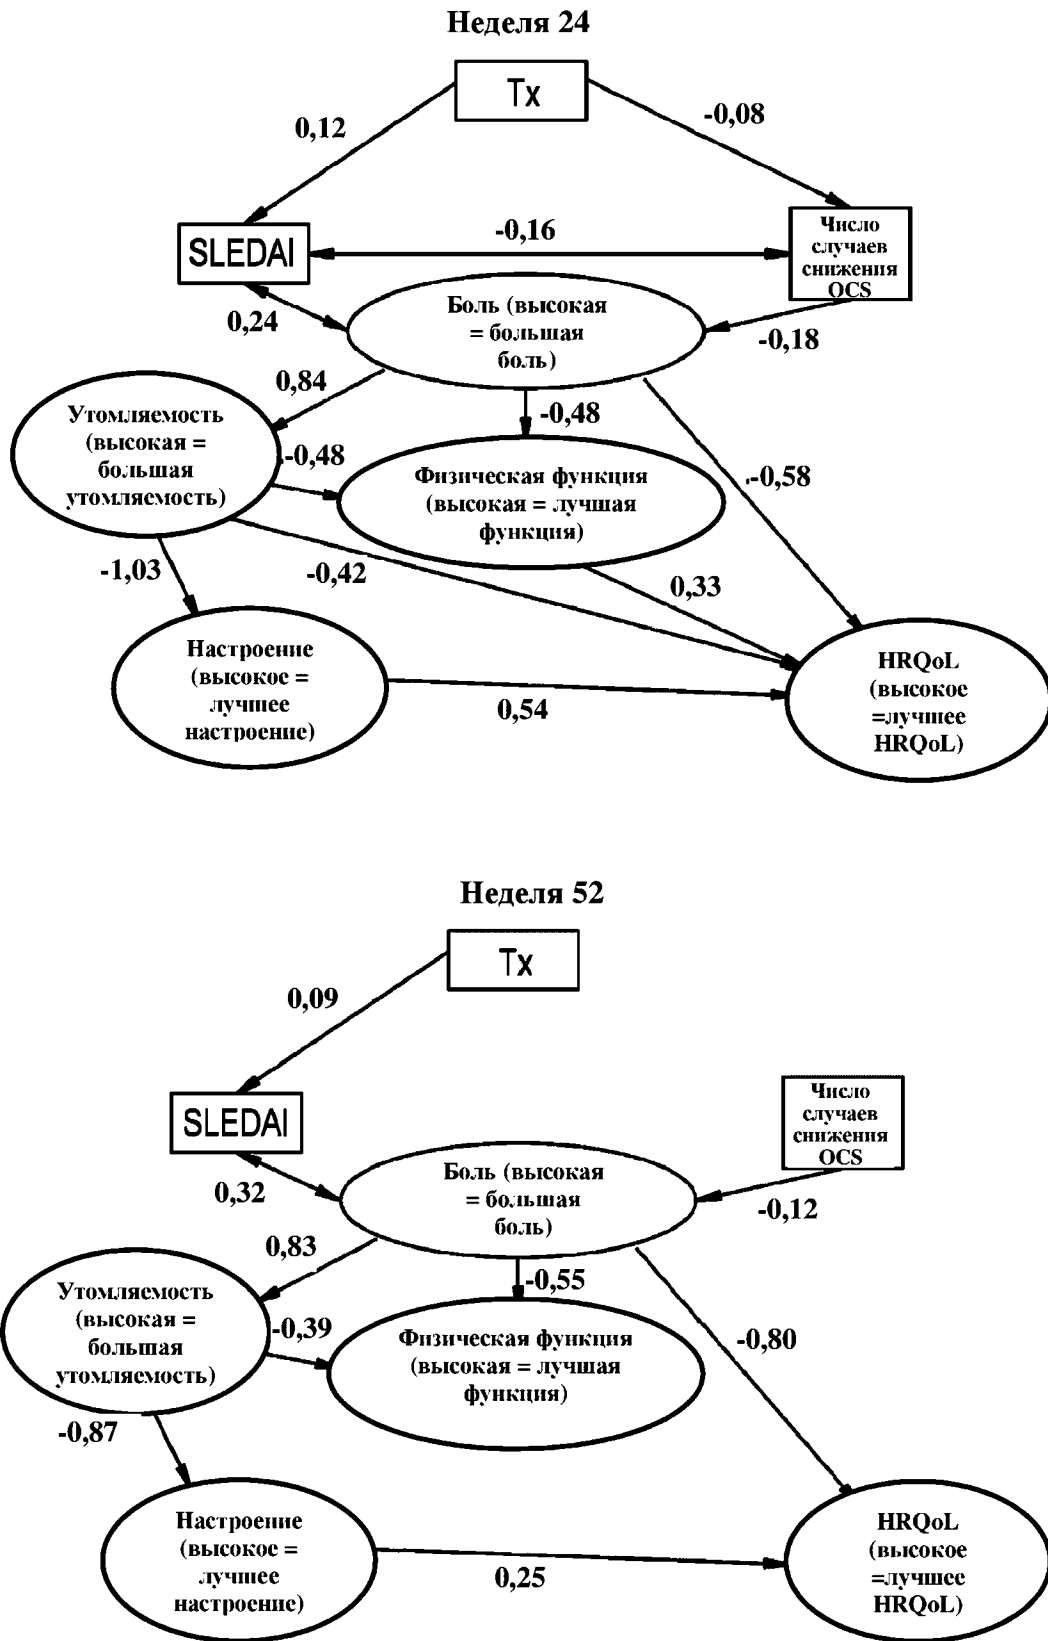 Неделя 24
Tx
0,12
-0,08
SLEDAI
-0,16
Число
случаев
снижения
OCS
0,24
Боль (высокая
= большая
боль)
-0,18
0,84
Утомляемость
(высокая =
большая
утомляемость)
-0,48
-0,48
Физическая функция
(высокая = лучшая
функция)
-0,58
-1,03
-0,42
0,33
Настроение
(высокое =
лучшее
настроение)
0,54
HRQoL
(высокое
=лучшее
HRQoL)
Неделя 52
Tx
0,09
SLEDAI
Число
случаев
снижения
OCS
0,32
Боль (высокая
= большая
боль)
-0,12
0,83
Утомляемость
(высокая =
большая
утомляемость)
-0,39
-0,55
Физическая функция
(высокая = лучшая
функция)
-0,80
-0,87
Настроение
(высокое =
лучшее
настроение)
0,25
HRQoL
(высокое
=лучшее
HRQoL)